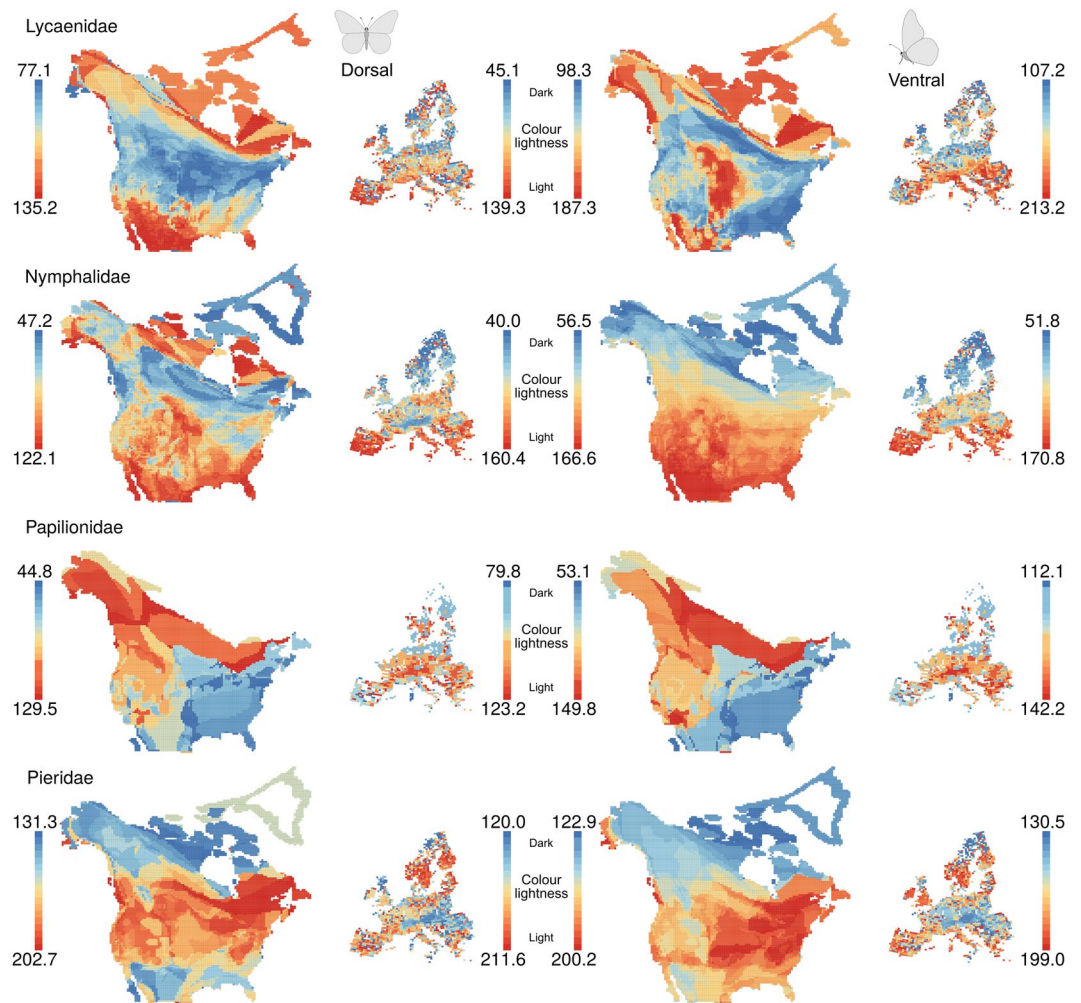 Lycaenidae
Dorsal
Ventral
77.1
45.1
98.3
107.2
Dark
Colour
lightness
Light
135.2
139.3
187.3
213.2
Nymphalidae
47.2
40.0
56.5
51.8
Dark
Colour
lightness
Light
122.1
160.4
166.6
170.8
Papilionidae
44.8
79.8
53.1
112.1
Dark
Colour
lightness
Light
129.5
123.2
149.8
142.2
Pieridae
131.3
120.0
122.9
130.5
Dark
Colour
lightness
Light
202.7
211.6
200.2
199.0